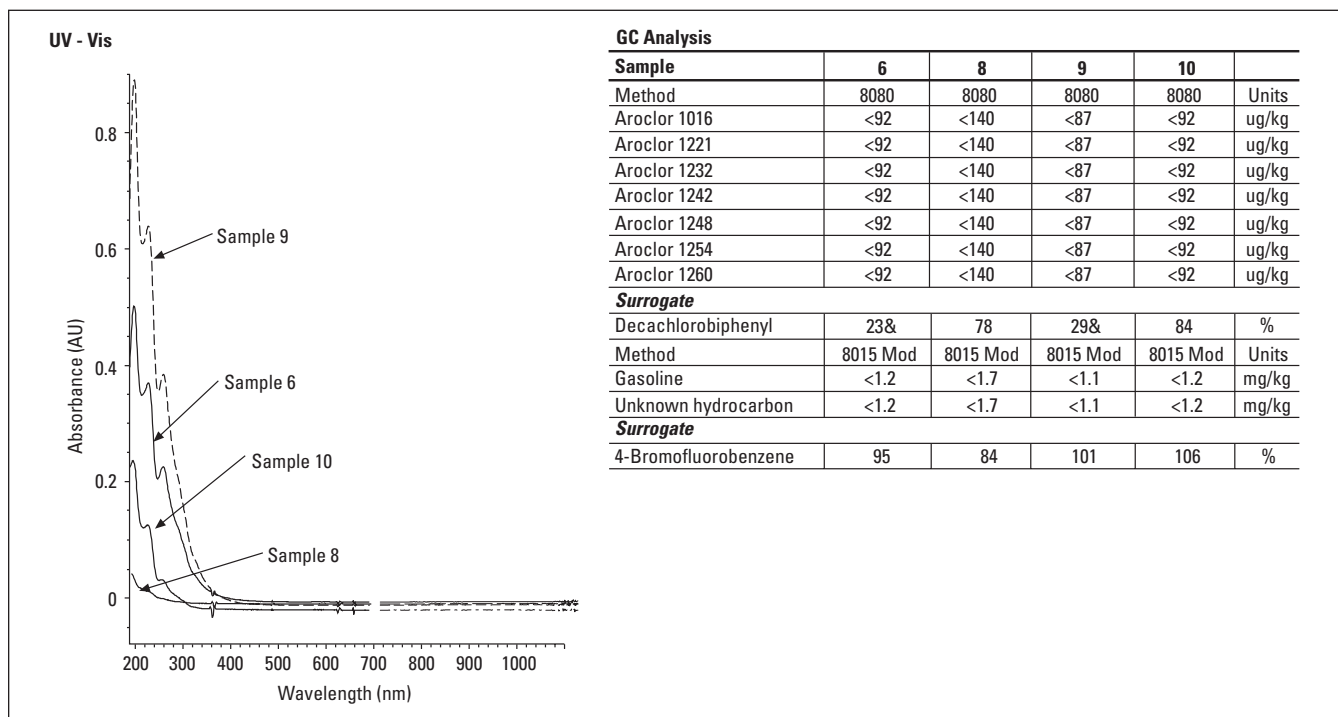 UV - Vis
0.8
0.6
0.4
0.2
0
Absorbance (AU)
Sample 9
Sample 6
Sample 10
Sample 8
200 300 400 500 600 700 800 900 1000
Wavelength (nm)
GC Analysis
Sample 6 8 9 10
Method 8080 8080 8080 8080 Units
Aroclor 1016 <92 <140 <87 <92 ug/kg
Aroclor 1221 <92 <140 <87 <92 ug/kg
Aroclor 1232 <92 <140 <87 <92 ug/kg
Aroclor 1242 <92 <140 <87 <92 ug/kg
Aroclor 1248 <92 <140 <87 <92 ug/kg
Aroclor 1254 <92 <140 <87 <92 ug/kg
Aroclor 1260 <92 <140 <87 <92 ug/kg
Surrogate
Decachlorobiphenyl 23& 78 29& 84 %
Method 8015 Mod 8015 Mod 8015 Mod 8015 Mod Units
Gasoline <1.2 <1.7 <1.1 <1.2 mg/kg
Unknown hydrocarbon <1.2 <1.7 <1.1 <1.2 mg/kg
Surrogate
4-Bromofluorobenzene 95 84 101 106 %